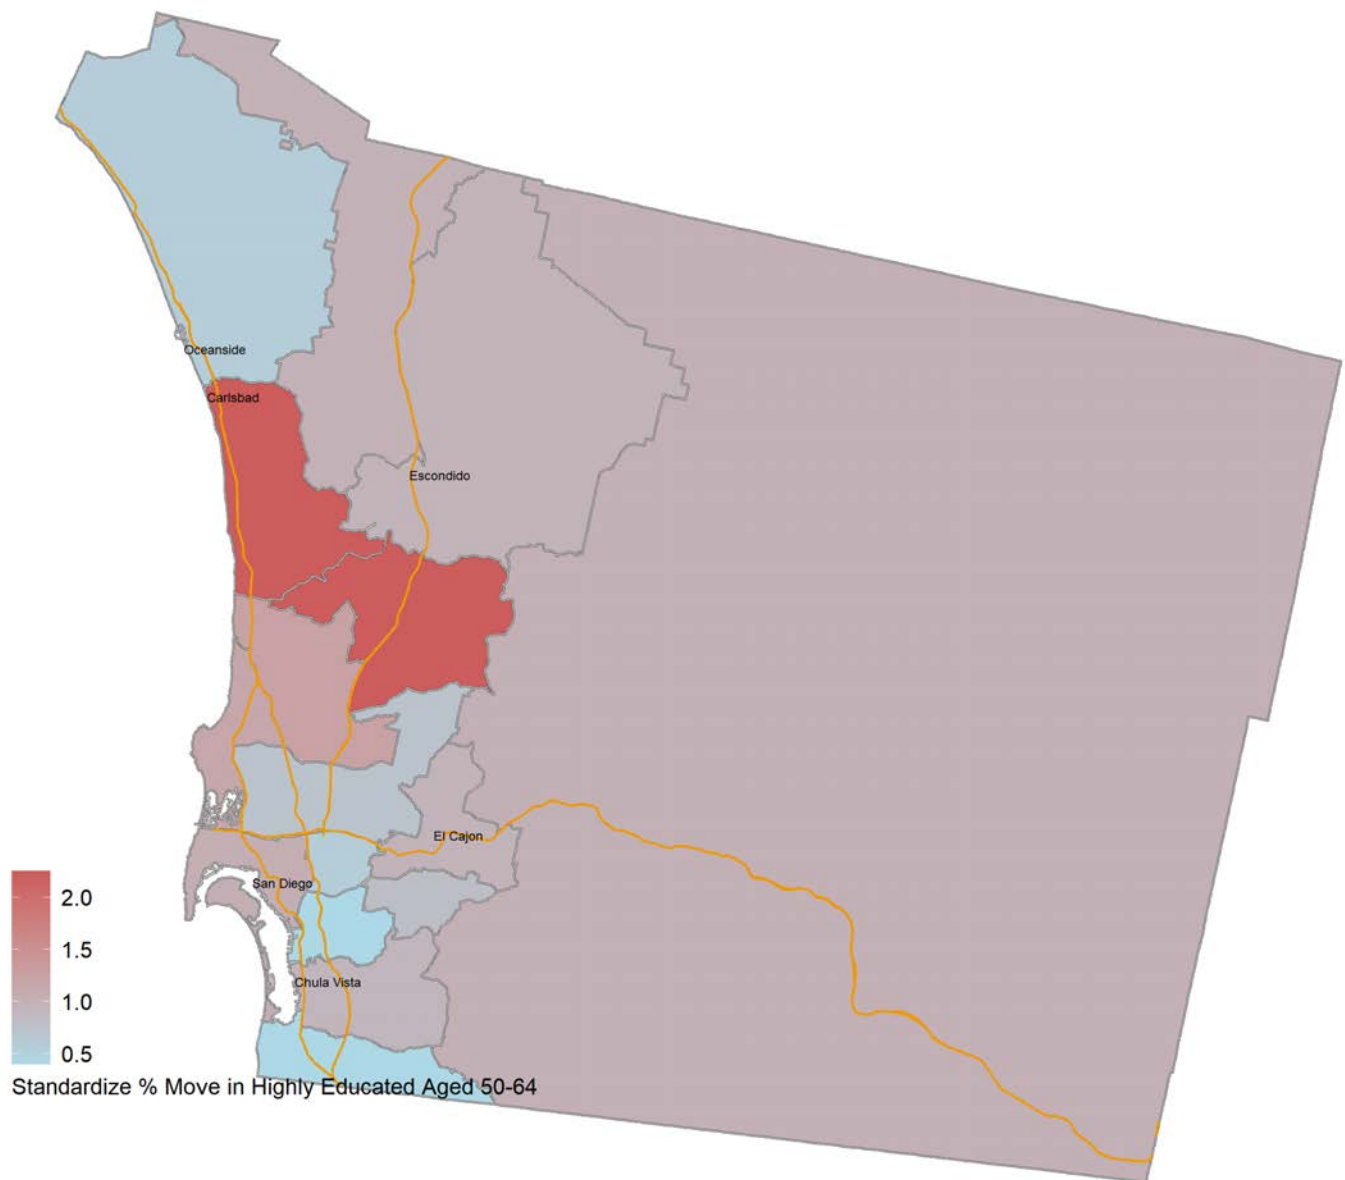 Oceanside
Carlsbad
Escondido
El Cajon
San Diego
Chula Vista
2.0
1.5
1.0
0.5
Standardize % Move in Highly Educated Aged 50-64